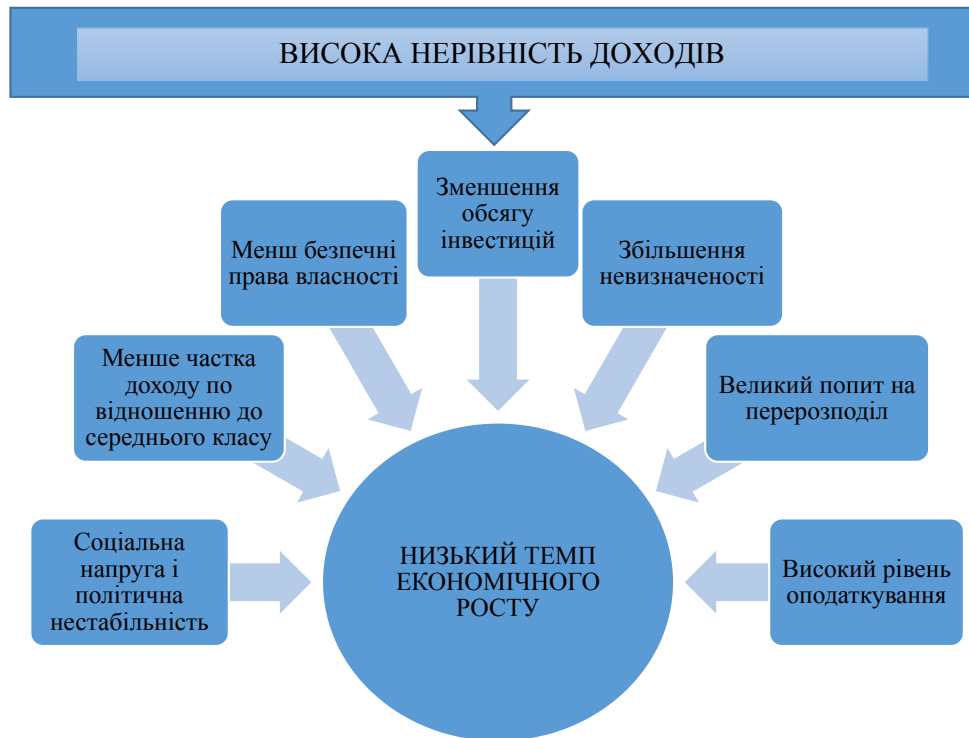 ВИСОКА НЕРІВНІСТЬ ДОХОДІВ
Зменшення
обсягу
інвестицій
Менш безпечні
права власності
Збільшення
невизначеності
Менше частка
доходу по
відношенню до
середнього класу
Великий попит на
перерозподіл
Соціальна
напруга і
політична
нестабільність
НИЗЬКИЙ ТЕМП
ЕКОНОМІЧНОГО
РОСТУ
Високий рівень
оподаткування